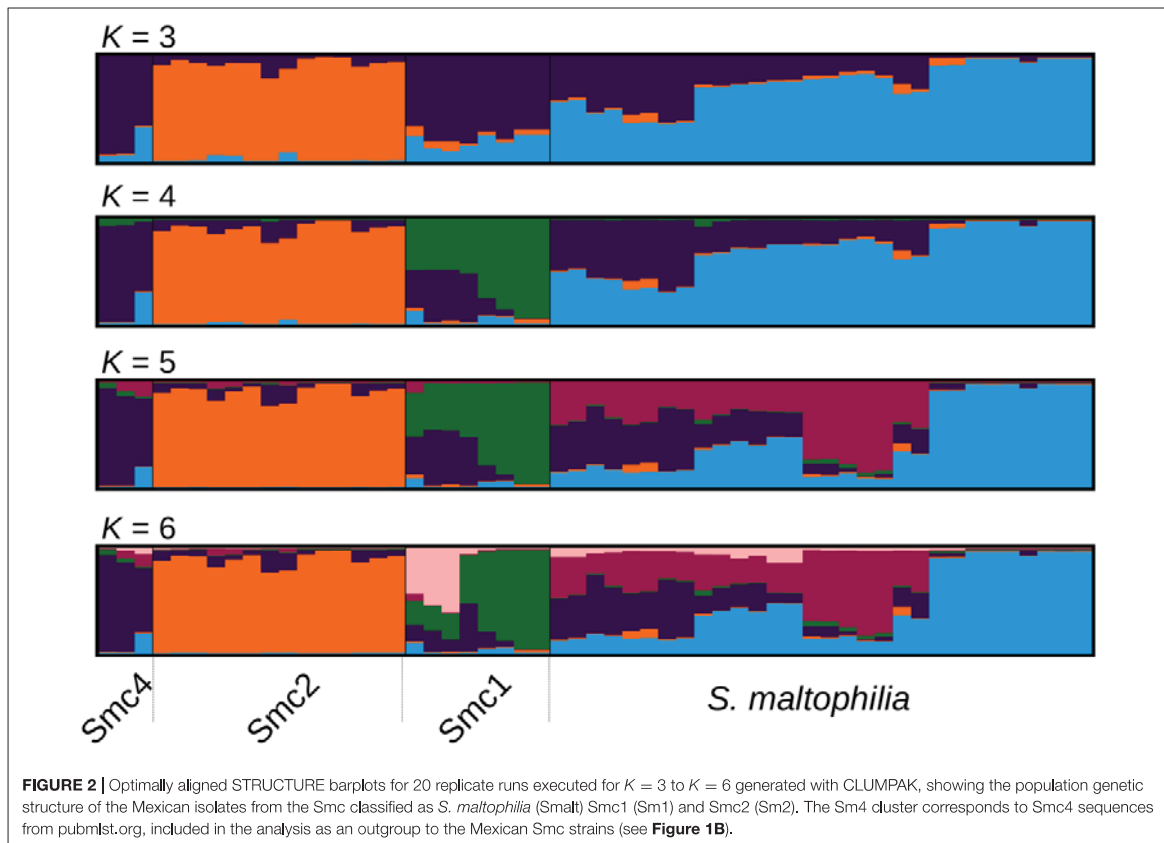 K = 3
K = 4
K = 5
K = 6
Smc4
Smc2
Smc1
S. maltophilia
FIGURE 2 | Optimally aligned STRUCTURE barplots for 20 replicate runs executed for K = 3 to K = 6 generated with CLUMPAK, showing the population genetic
structure of the Mexican isolates from the Smc classified as S. maltophilia (Smalt) Smc1 (Sm1) and Smc2 (Sm2). The Sm4 cluster corresponds to Smc4 sequences
from pubmlst.org, included in the analysis as an outgroup to the Mexican Smc strains (see Figure 1B).